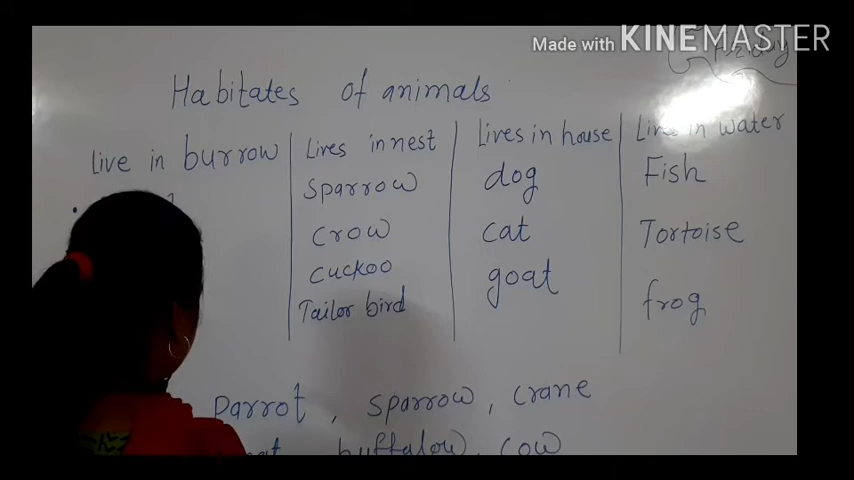 Made with KINEMASTER
Friday
Habitates of animals
live in burrow
Lives in nest
Sparrow
crow
cuckoo
Tailor bird
Lives in house
dog
cat
goat
Lives in water
Fish
Tortoise
frog
Parrot , sparrow , crane
buffalow , cow